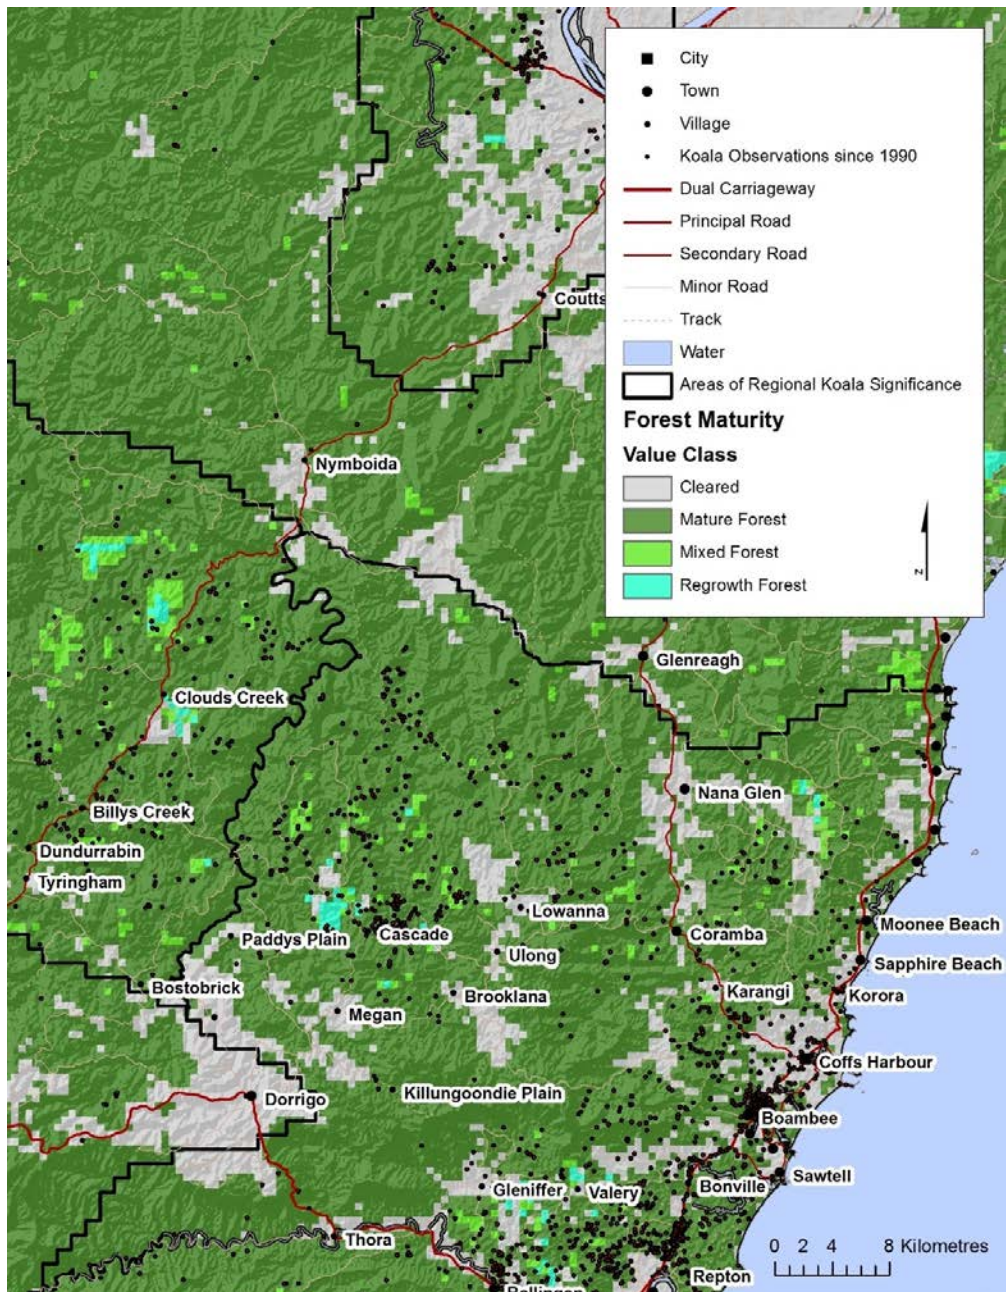 City
Town
Village
Koala Observations since 1990
Dual Carriageway
Principal Road
Secondary Road
Minor Road
Track
Water
Areas of Regional Koala Significance
Forest Maturity
Value Class
Cleared
Mature Forest
Mixed Forest
Regrowth Forest
N
Coutts
Nymboida
Glenreagh
Clouds Creek
Nana Glen
Billys Creek
Dundurrabin
Tyringham
Lowanna
Paddys Plain
Cascade
Coramba
Moonee Beach
Ulong
Sapphire Beach
Bostobrick
Brooklana
Karangi
Korora
Megan
Coffs Harbour
Killungoondie Plain
Dorrigo
Boambee
Gleniffer
Valery
Bonville
Sawtell
Thora
0 2 4 8 Kilometres
Repton